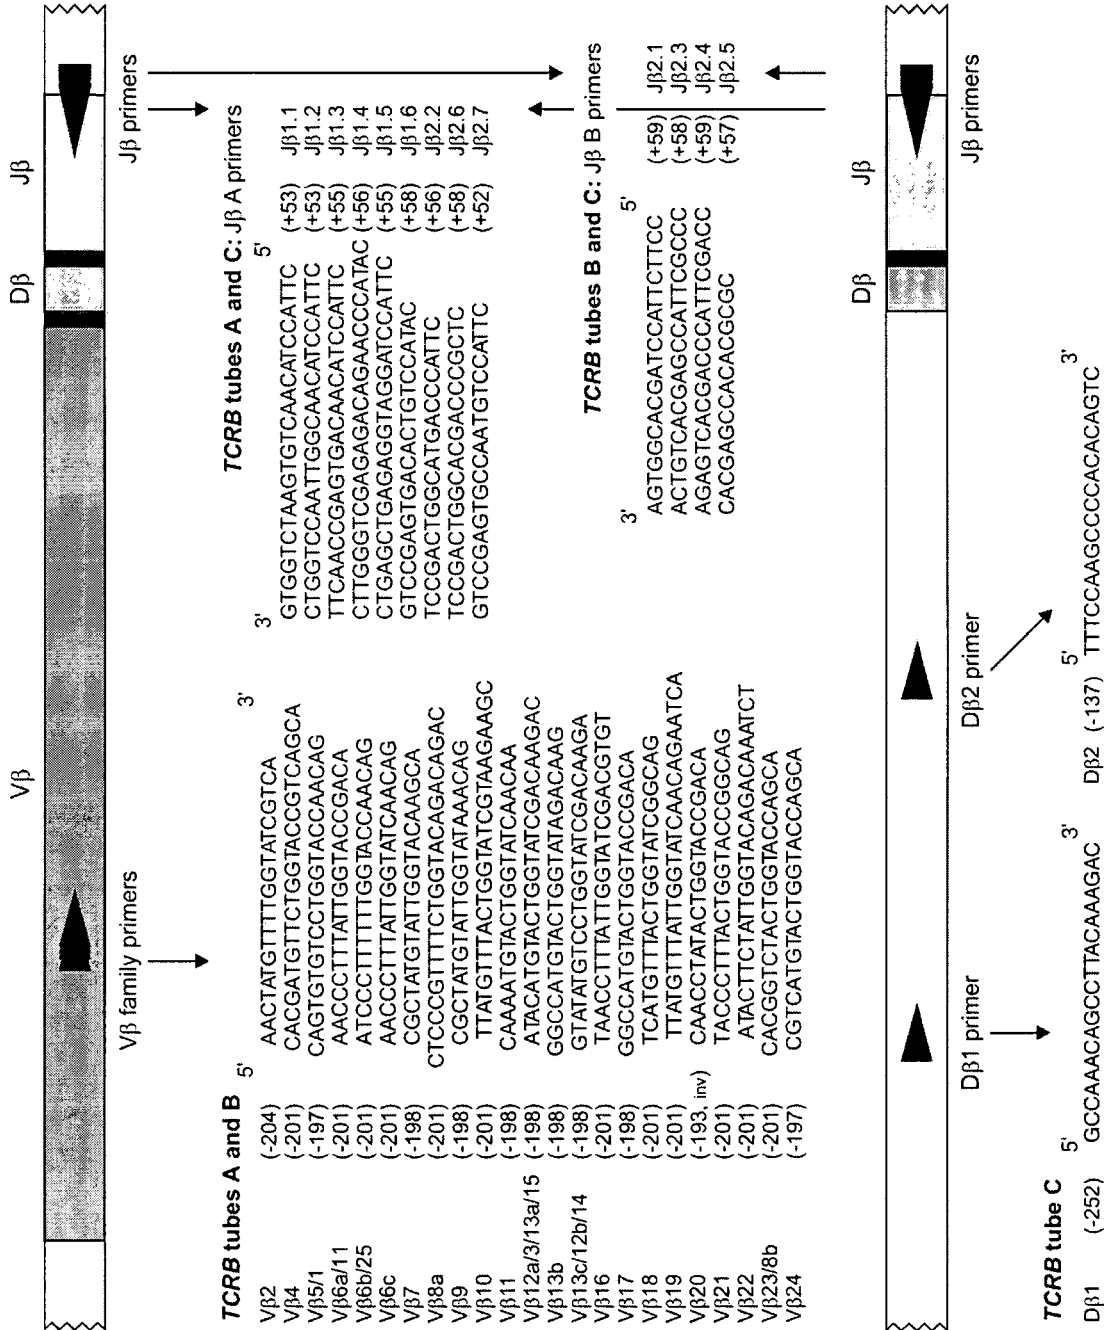 Vβ Dβ Jβ
Vβ family primers Jβ primers
TCRB tubes A and B
5' 3'
Vβ2 (-204) AACTATGTTTTGGTATCGTCA
Vβ4 (-201) CACGATGTTCTGGTACCGTCAGCA
Vβ5/1 (-197) CAGTGTGTCCTGGTACCAACAG
Vβ6a/11 (-201) AACCCTTTATTGGTACCGACA
Vβ6b/25 (-201) ATCCCTTTTTTGGTACCAACAG
Vβ6c (-201) AACCCTTTATTGGTATCAACAG
Vβ7 (-198) CGCTATGTATTGGTACAAGCA
Vβ8a (-201) CTCCCGTTTTCTGGTACAGACAGAC
Vβ9 (-198) CGCTATGTATTGGTATAAACAG
Vβ10 (-201) TTATGTTTACTGGTATCGTAAGAAGC
Vβ11 (-198) CAAAATGTACTGGTATCAACAA
Vβ12a/3/13a/15 (-198) ATACATGTACTGGTATCGACAAGAC
Vβ13b (-198) GGCCATGTACTGGTATAGACAAG
Vβ13c/12b/14 (-198) GTATATGTCCTGGTATCGACAAGA
Vβ16 (-201) TAACCTTTATTGGTATCGACGTGT
Vβ17 (-198) GGCCATGTACTGGTACCGACA
Vβ18 (-201) TCATGTTTACTGGTATCGGCAG
Vβ19 (-201) TTATGTTTATTGGTATCAACAGAATCA
Vβ20 (-193, inv) CAACCTATACTGGTACCGACA
Vβ21 (-201) TACCCTTTACTGGTACCGGCAG
Vβ22 (-201) ATACTTCTATTGGTACAGACAAATCT
Vβ23/8b (-201) CACGGTCTACTGGTACCAGCA
Vβ24 (-197) CGTCATGTACTGGTACCAGCA
TCRB tubes A and C: Jβ A primers
3' 5'
GTGGTCTAAGTGTCAACATCCATTC (+53) Jβ1.1
CTGGTCCAATTGGCAACATCCATTC (+53) Jβ1.2
TTCAACCGAGTGACAACATCCATTC (+55) Jβ1.3
CTTGGGTCGAGAGACAGAACCCATAC (+56) Jβ1.4
CTGAGCTGAGAGGTAGGATCCATTC (+55) Jβ1.5
GTCCGAGTGACACTGTCCATAC (+58) Jβ1.6
TCCGACTGGCATGACCCATTC (+56) Jβ2.2
TCCGACTGGCACGACCCGCTC (+58) Jβ2.6
GTCCGAGTGCCAATGTCCATTC (+52) Jβ2.7
TCRB tubes B and C: Jβ B primers
3' 5'
AGTGGCACGATCCATTCTTCC (+59) Jβ2.1
ACTGTCACGAGCCATTCGCCC (+58) Jβ2.3
AGAGTCACGACCCATTCGACC (+59) Jβ2.4
CACGAGCCACACGCGC (+57) Jβ2.5
Dβ Jβ
Dβ1 primer Dβ2 primer Jβ primers
TCRB tube C
5' 3' 5' 3'
Dβ1 (-252) GCCAAACAGCCTTACAAAGAC Dβ2 (-137) TTTCCAAGCCCCACACAGTC